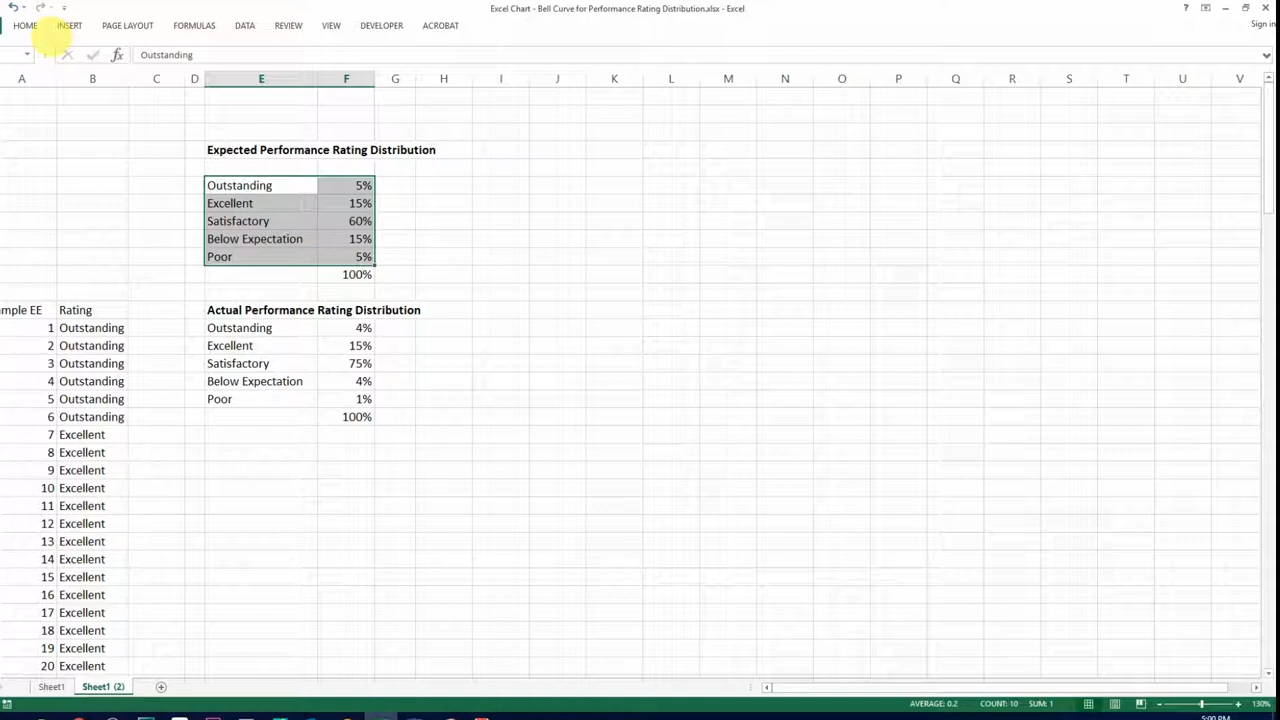 Excel Chart - Bell Curve for Performance Rating Distribution.xlsx - Excel
?
HOME INSERT PAGE LAYOUT FORMULAS DATA REVIEW VIEW DEVELOPER ACROBAT Sign in
fx Outstanding
A B C D E F G H I J K L M N O P Q R S T U V
Expected Performance Rating Distribution
Outstanding 5%
Excellent 15%
Satisfactory 60%
Below Expectation 15%
Poor 5%
100%
mple EE Rating Actual Performance Rating Distribution
1 Outstanding Outstanding 4%
2 Outstanding Excellent 15%
3 Outstanding Satisfactory 75%
4 Outstanding Below Expectation 4%
5 Outstanding Poor 1%
6 Outstanding 100%
7 Excellent
8 Excellent
9 Excellent
10 Excellent
11 Excellent
12 Excellent
13 Excellent
14 Excellent
15 Excellent
16 Excellent
17 Excellent
18 Excellent
19 Excellent
20 Excellent
Sheet1 Sheet1 (2)
AVERAGE: 0.2 COUNT: 10 SUM: 1 130%
5:00 PM